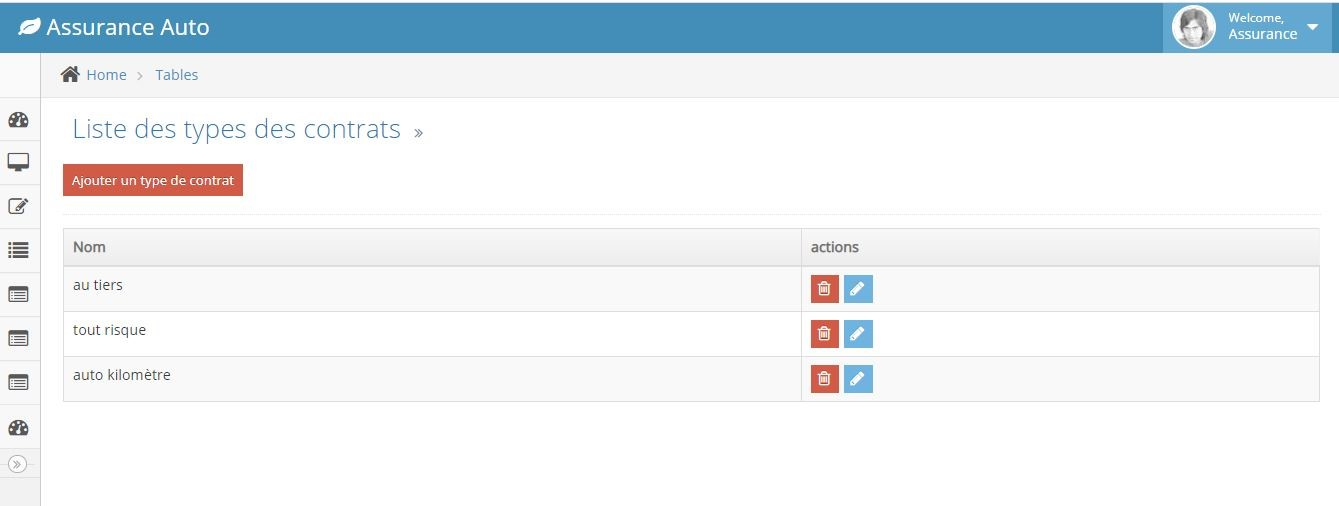 Assurance Auto
Welcome,
Assurance
Home > Tables
Liste des types des contrats »
Ajouter un type de contrat
Nom actions
au tiers
tout risque
auto kilomètre